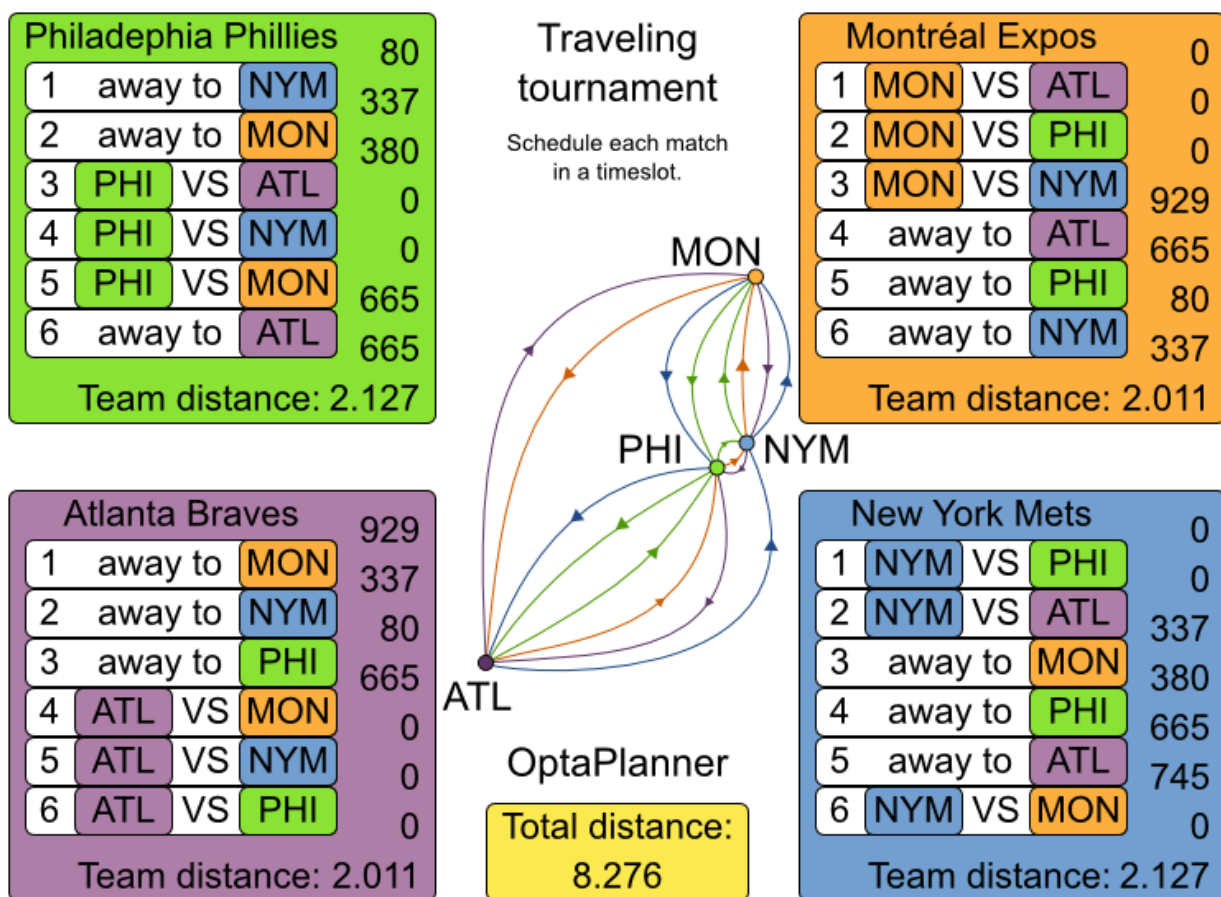 Philadephia Phillies
80
1 away to NYM
337
2 away to MON
380
3 PHI VS ATL
0
4 PHI VS NYM
0
5 PHI VS MON
665
6 away to ATL
665
Team distance: 2.127
Traveling
tournament
Schedule each match
in a timeslot.
Montréal Expos
0
1 MON VS ATL
0
2 MON VS PHI
0
3 MON VS NYM
929
4 away to ATL
665
5 away to PHI
80
6 away to NYM
337
Team distance: 2.011
MON
PHI
NYM
ATL
Atlanta Braves
929
1 away to MON
337
2 away to NYM
80
3 away to PHI
665
4 ATL VS MON
0
5 ATL VS NYM
0
6 ATL VS PHI
0
Team distance: 2.011
OptaPlanner
Total distance:
8.276
New York Mets
0
1 NYM VS PHI
0
2 NYM VS ATL
337
3 away to MON
380
4 away to PHI
665
5 away to ATL
745
6 NYM VS MON
0
Team distance: 2.127